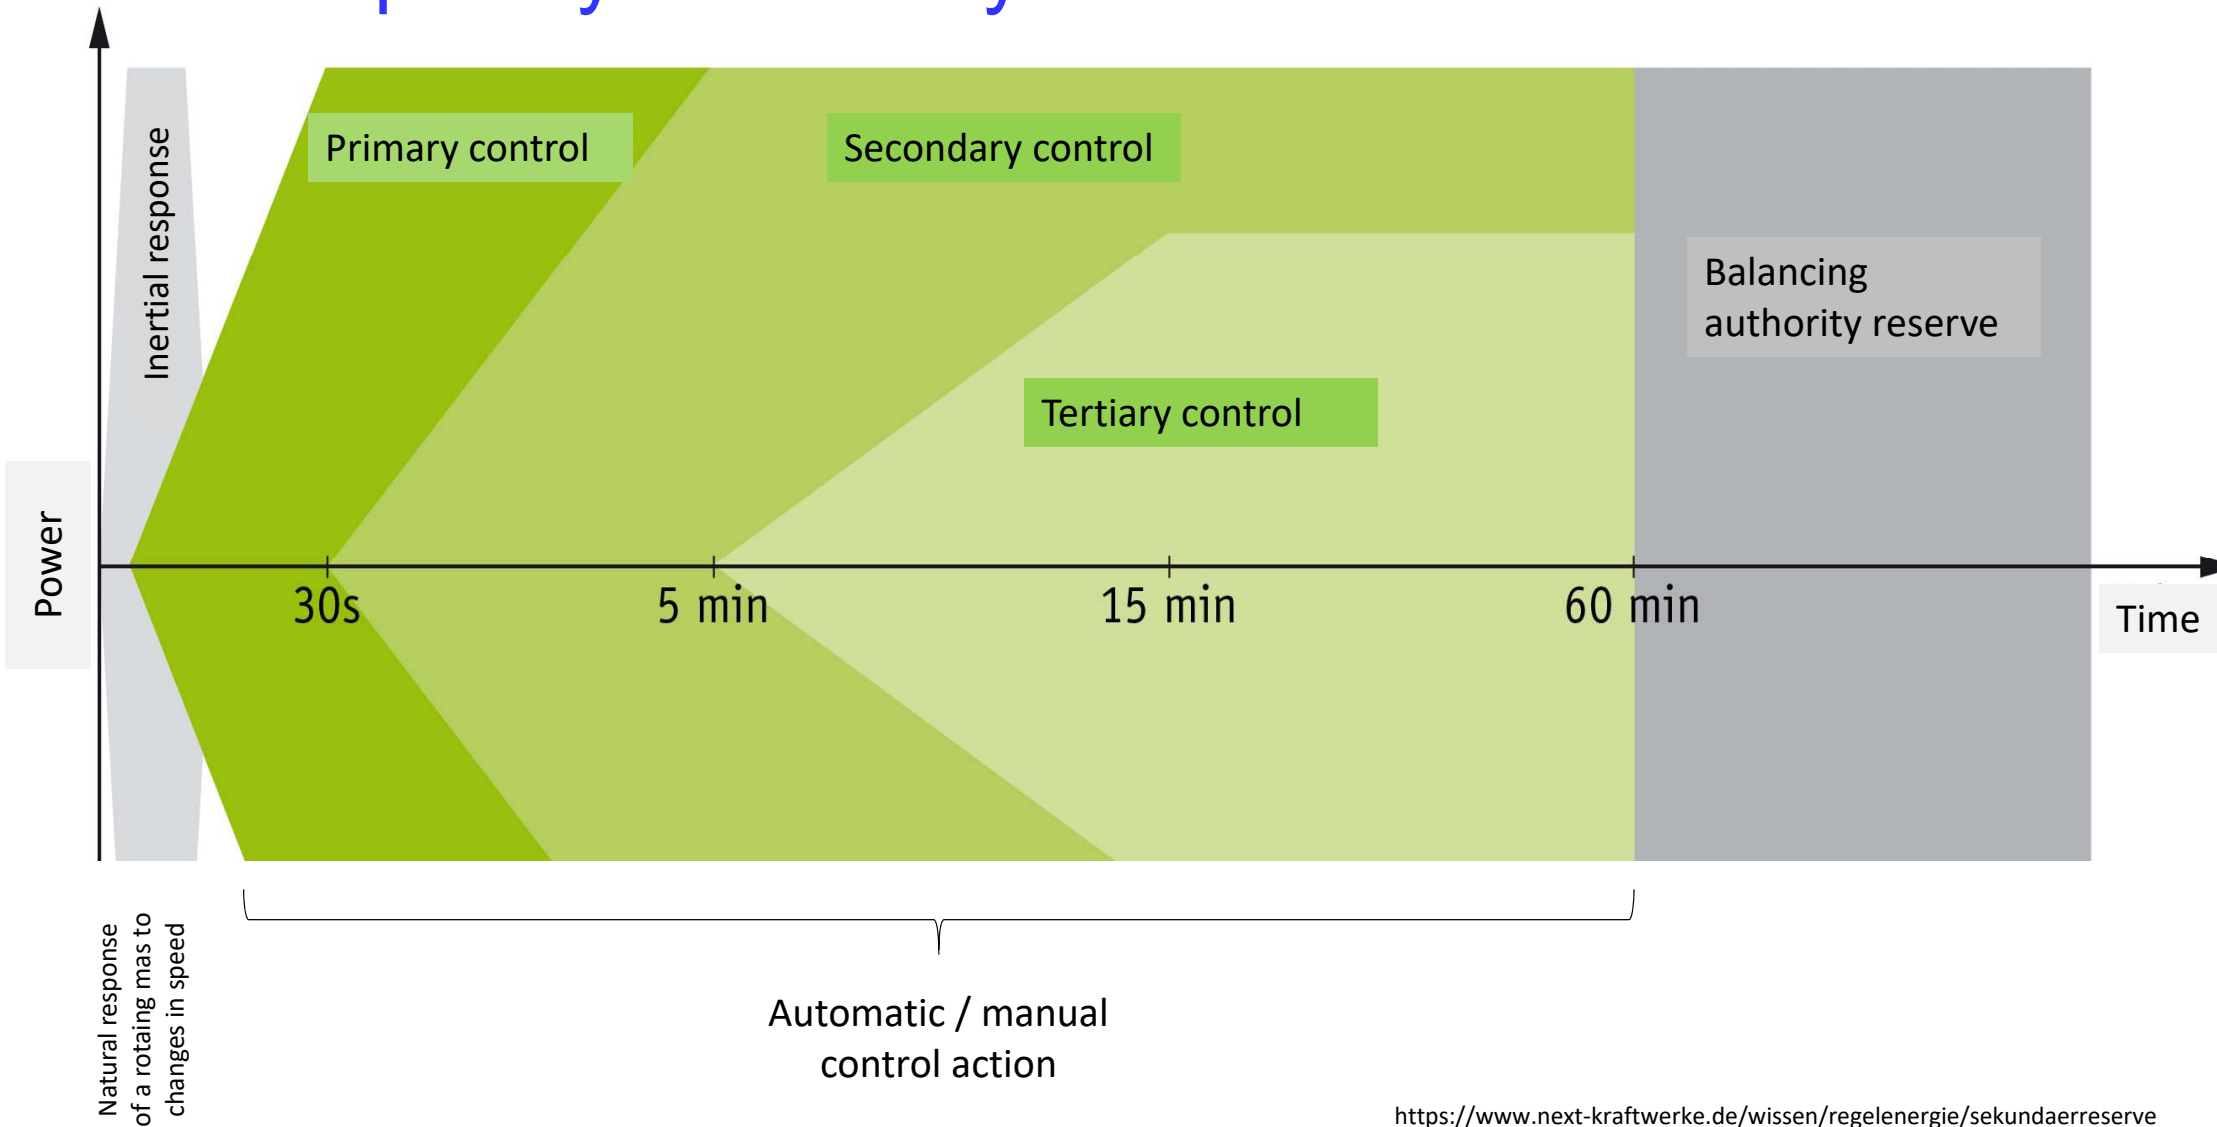 Inertial response
Primary control
Secondary control
Balancing
authority reserve
Tertiary control
Power
30s
5 min
15 min
60 min
Time
Natural response
of a rotaing mas to
changes in speed
Automatic / manual
control action
https://www.next-kraftwerke.de/wissen/regelenergie/sekundaerreserve